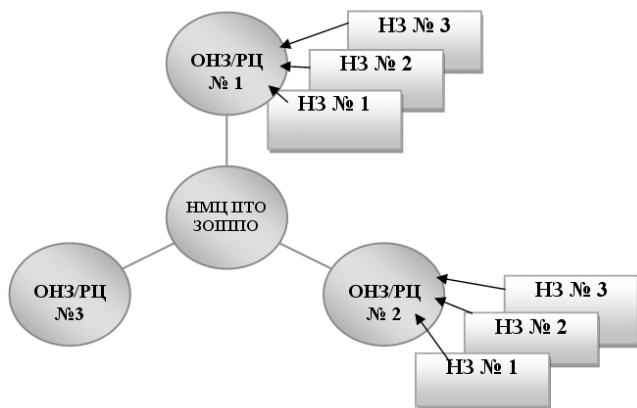 ОНЗ/РЦ
№ 1
НЗ № 3
НЗ № 2
НЗ № 1
НМЦ ПТО
ЗОІППО
ОНЗ/РЦ
№3
ОНЗ/РЦ
№ 2
НЗ № 3
НЗ № 2
НЗ № 1